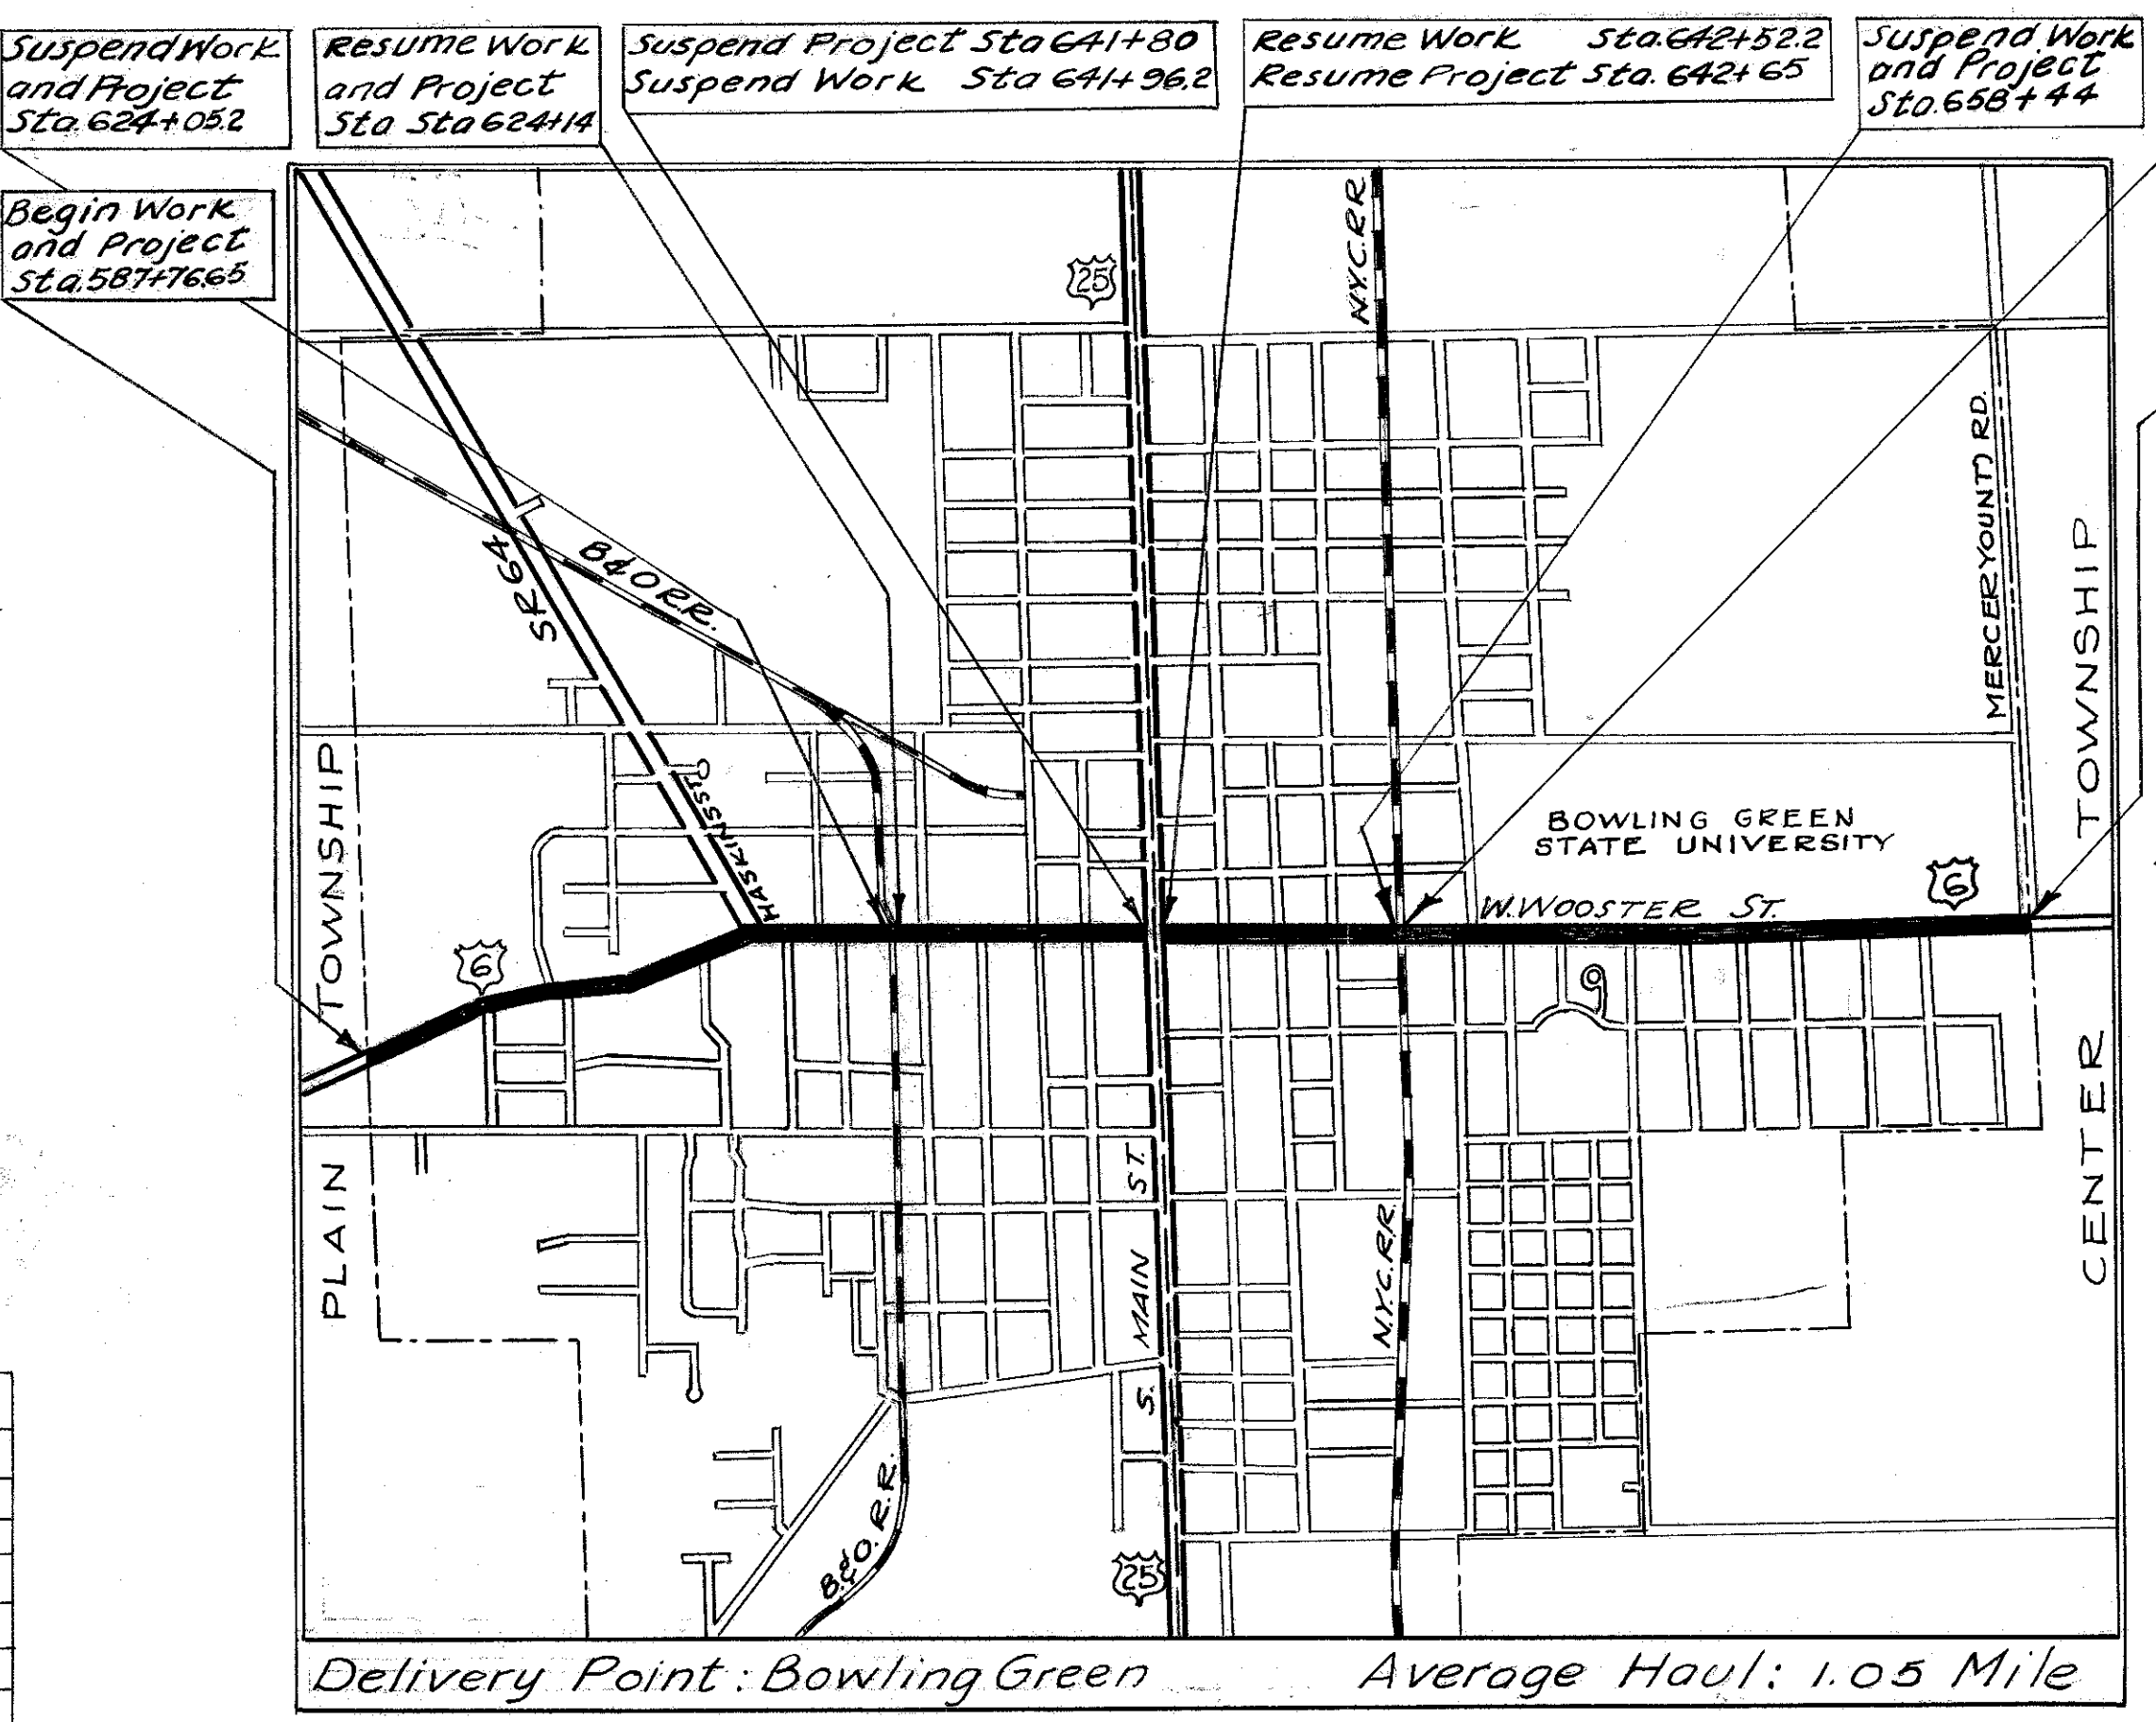 Suspend Work
and Project
Sta. 624+05.2
Resume Work
and Project
Sta Sta 624+14
Suspend Project Sta 641+80
Suspend Work Sta 641+96.2
Resume Work Sta. 642+52.2
Resume Project Sta. 642+65
Suspend Work
and Project
Sta. 658+44
Begin Work
and Project
Sta. 587+76.65
25
N.Y.C.R.R.
MERCER(YOUNT) RD.
SR 64
B&O R.R.
TOWNSHIP
TOWNSHIP
HASKINS ST.
BOWLING GREEN
STATE UNIVERSITY
6
W. WOOSTER ST.
6
PLAIN
CENTER
S. MAIN ST.
N.Y.C.R.R.
B.&O. R.R.
25
Delivery Point: Bowling Green Average Haul: 1.05 Mile